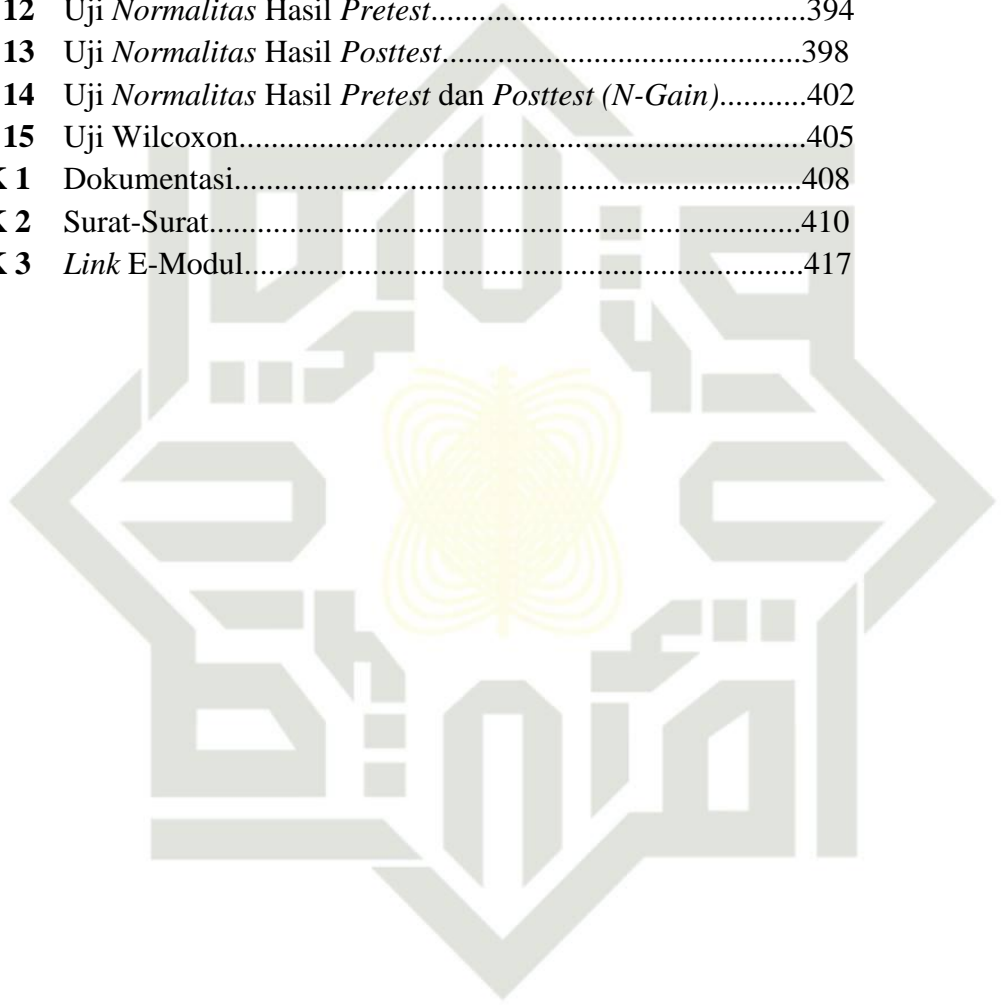 12 Uji Normalitas Hasil Pretest..............................................394
13 Uji Normalitas Hasil Posttest.............................................398
14 Uji Normalitas Hasil Pretest dan Posttest (N-Gain)...........402
15 Uji Wilcoxon.......................................................................405
K 1 Dokumentasi.......................................................................408
K 2 Surat-Surat..........................................................................410
K 3 Link E-Modul......................................................................417